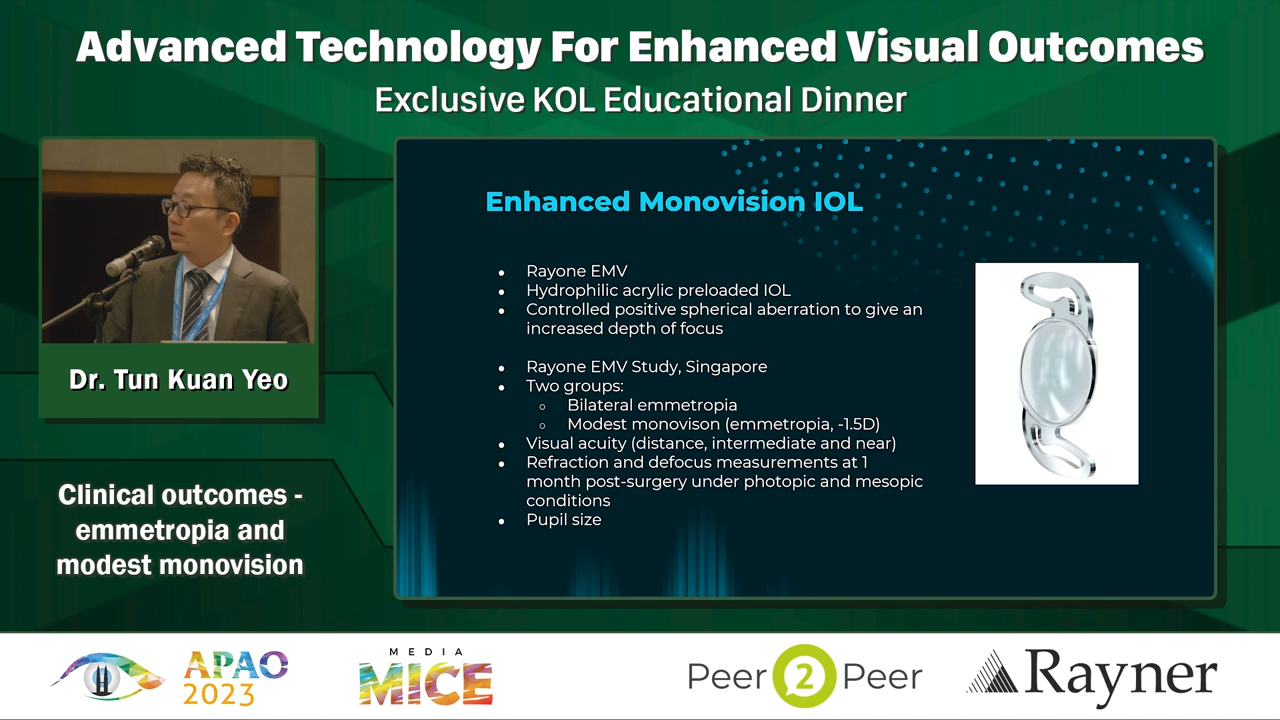 Advanced Technology For Enhanced Visual Outcomes
Exclusive KOL Educational Dinner
Dr. Tun Kuan Yeo
Clinical outcomes -
emmetropia and
modest monovision
Enhanced Monovision IOL
• Rayone EMV
• Hydrophilic acrylic preloaded IOL
• Controlled positive spherical aberration to give an
increased depth of focus
• Rayone EMV Study, Singapore
• Two groups:
○ Bilateral emmetropia
○ Modest monovison (emmetropia, -1.5D)
• Visual acuity (distance, intermediate and near)
• Refraction and defocus measurements at 1
month post-surgery under photopic and mesopic
conditions
• Pupil size
APAO
2023
MEDIA
MICE
Peer 2 Peer
Rayner